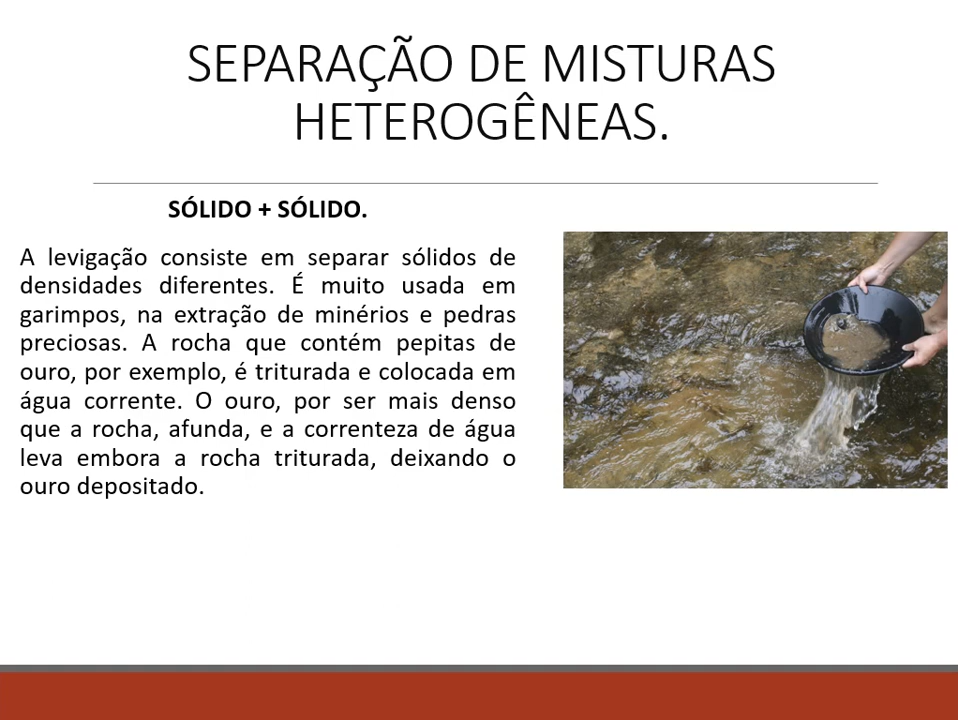 SEPARAÇÃO DE MISTURAS
HETEROGÊNEAS.
SÓLIDO + SÓLIDO.
A levigação consiste em separar sólidos de
densidades diferentes. É muito usada em
garimpos, na extração de minérios e pedras
preciosas. A rocha que contém pepitas de
ouro, por exemplo, é triturada e colocada em
água corrente. O ouro, por ser mais denso
que a rocha, afunda, e a correnteza de água
leva embora a rocha triturada, deixando o
ouro depositado.